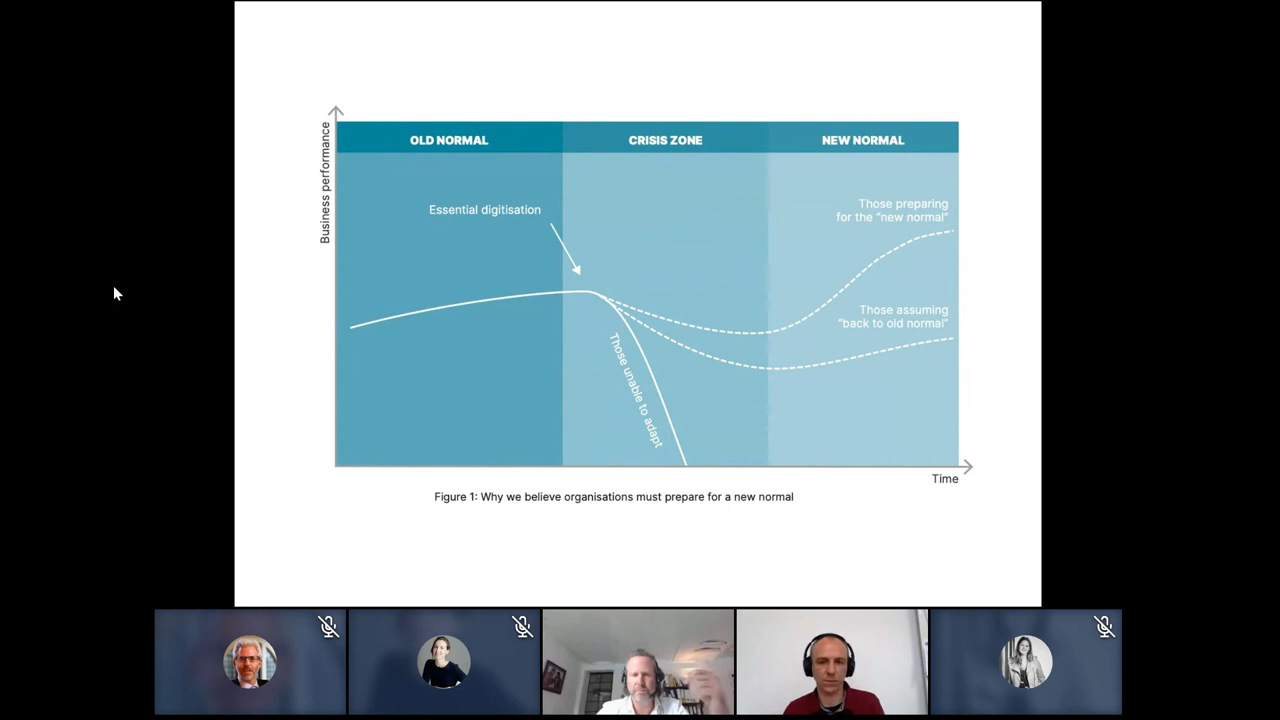 Business performance
OLD NORMAL
CRISIS ZONE
NEW NORMAL
Essential digitisation
Those preparing
for the “new normal”
Those assuming
“back to old normal”
Those unable to adapt
Time
Figure 1: Why we believe organisations must prepare for a new normal